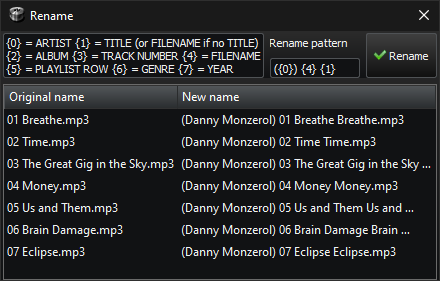 Rename
{0} = ARTIST {1} = TITLE (or FILENAME if no TITLE)
{2} = ALBUM {3} = TRACK NUMBER {4} = FILENAME
{5} = PLAYLIST ROW {6} = GENRE {7} = YEAR
Rename pattern
({0}) {4} {1}
Rename
Original name New name
01 Breathe.mp3 (Danny Monzerol) 01 Breathe Breathe.mp3
02 Time.mp3 (Danny Monzerol) 02 Time Time.mp3
03 The Great Gig in the Sky.mp3 (Danny Monzerol) 03 The Great Gig in the Sky ...
04 Money.mp3 (Danny Monzerol) 04 Money Money.mp3
05 Us and Them.mp3 (Danny Monzerol) 05 Us and Them Us and ...
06 Brain Damage.mp3 (Danny Monzerol) 06 Brain Damage Brain ...
07 Eclipse.mp3 (Danny Monzerol) 07 Eclipse Eclipse.mp3